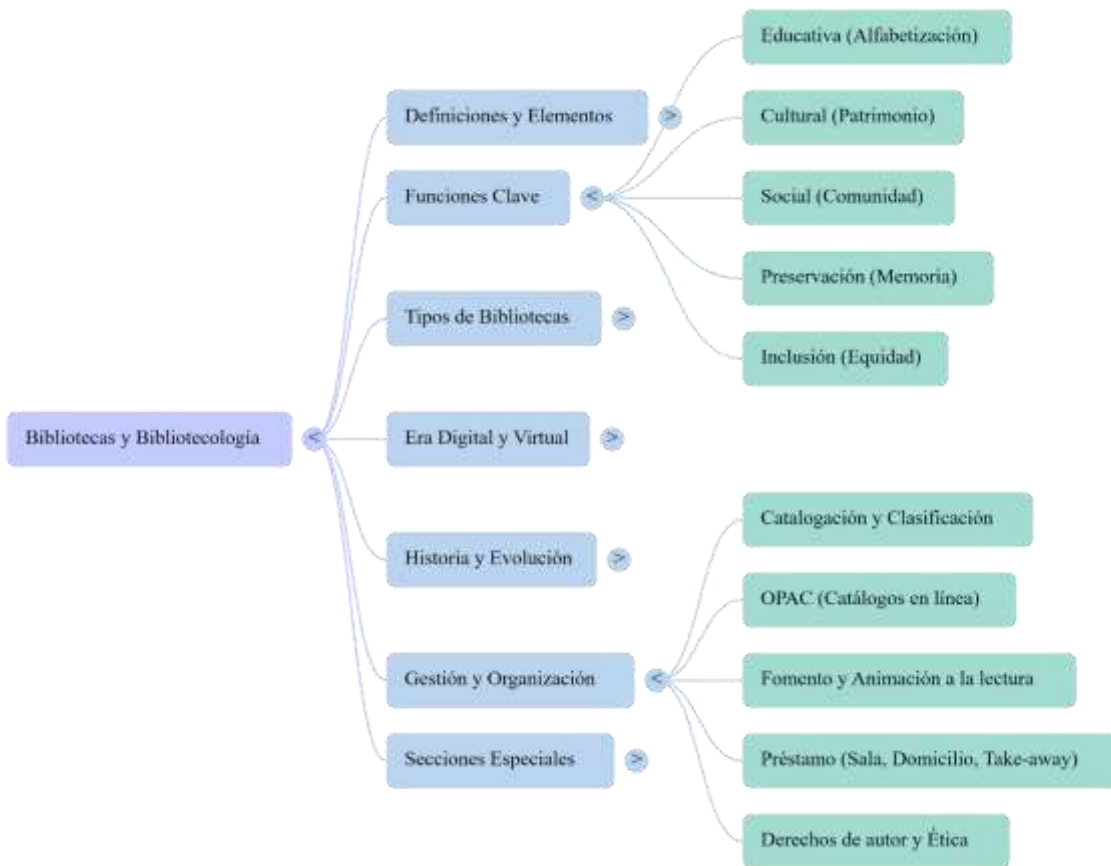 Bibliotecas y Bibliotecología
<
Definiciones y Elementos
>
Funciones Clave
<
Educativa (Alfabetización)
Cultural (Patrimonio)
Social (Comunidad)
Preservación (Memoria)
Inclusión (Equidad)
Tipos de Bibliotecas
>
Era Digital y Virtual
>
Historia y Evolución
>
Gestión y Organización
<
Catalogación y Clasificación
OPAC (Catálogos en línea)
Fomento y Animación a la lectura
Préstamo (Sala, Domicilio, Take-away)
Derechos de autor y Ética
Secciones Especiales
>